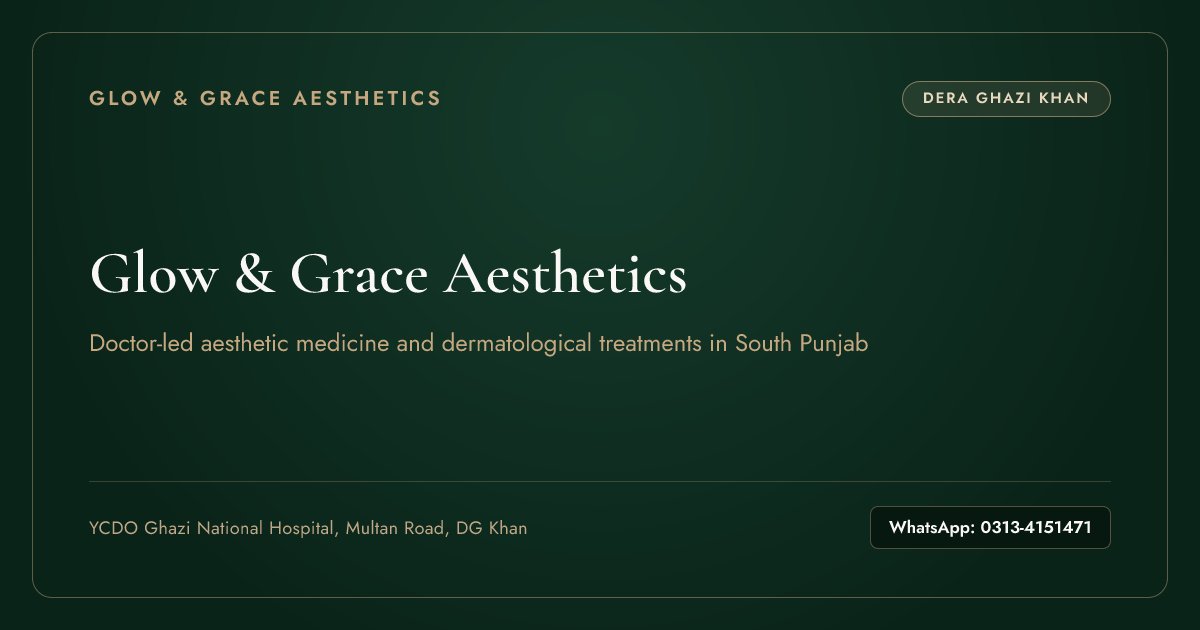 GLOW & GRACE AESTHETICS
DERA GHAZI KHAN
Glow & Grace Aesthetics
Doctor-led aesthetic medicine and dermatological treatments in South Punjab
YCDO Ghazi National Hospital, Multan Road, DG Khan
WhatsApp: 0313-4151471